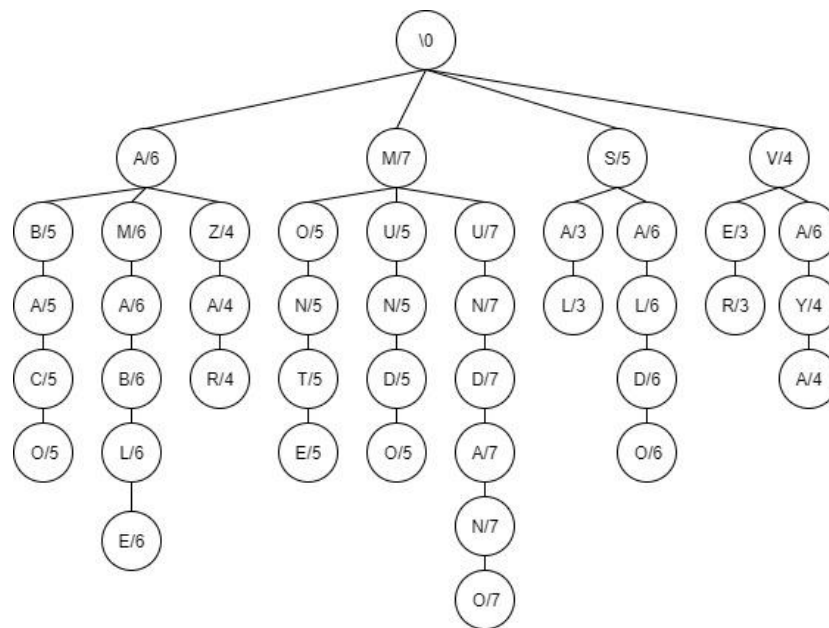 \0
A/6 M/7 S/5 V/4
B/5 M/6 Z/4 O/5 U/5 U/7 A/3 A/6 E/3 A/6
A/5 A/6 A/4 N/5 N/5 N/7 L/3 L/6 R/3 Y/4
C/5 B/6 R/4 T/5 D/5 D/7 D/6 A/4
O/5 L/6 E/5 O/5 A/7 O/6
E/6 N/7
O/7